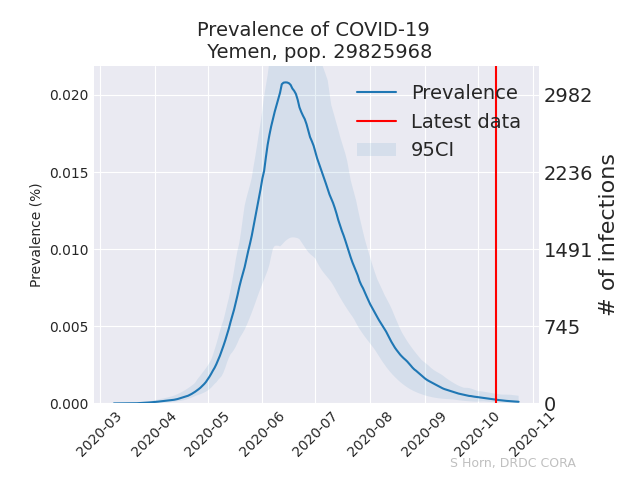 Prevalence of COVID-19
Yemen, pop. 29825968
Prevalence
Latest data
95CI
Prevalence (%)
0.020
0.015
0.010
0.005
0.000
2982
2236
1491
745
0
# of infections
2020-03
2020-04
2020-05
2020-06
2020-07
2020-08
2020-09
2020-10
2020-11
S Horn, DRDC CORA